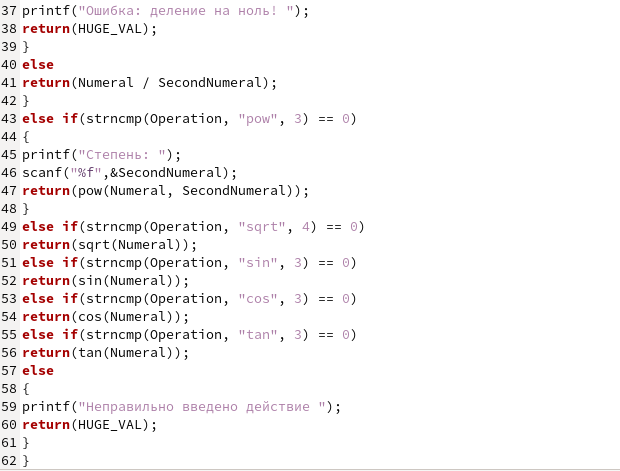 37 printf("Ошибка: деление на ноль! ");
38 return(HUGE_VAL);
39 }
40 else
41 return(Numeral / SecondNumeral);
42 }
43 else if(strncmp(Operation, "pow", 3) == 0)
44 {
45 printf("Степень: ");
46 scanf("%f",&SecondNumeral);
47 return(pow(Numeral, SecondNumeral));
48 }
49 else if(strncmp(Operation, "sqrt", 4) == 0)
50 return(sqrt(Numeral));
51 else if(strncmp(Operation, "sin", 3) == 0)
52 return(sin(Numeral));
53 else if(strncmp(Operation, "cos", 3) == 0)
54 return(cos(Numeral));
55 else if(strncmp(Operation, "tan", 3) == 0)
56 return(tan(Numeral));
57 else
58 {
59 printf("Неправильно введено действие ");
60 return(HUGE_VAL);
61 }
62 }